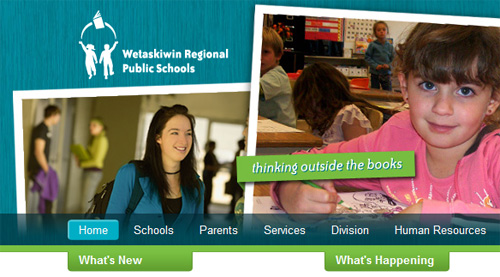 Wetaskiwin Regional
Public Schools
thinking outside the books
Home Schools Parents Services Division Human Resources
What's New What's Happening